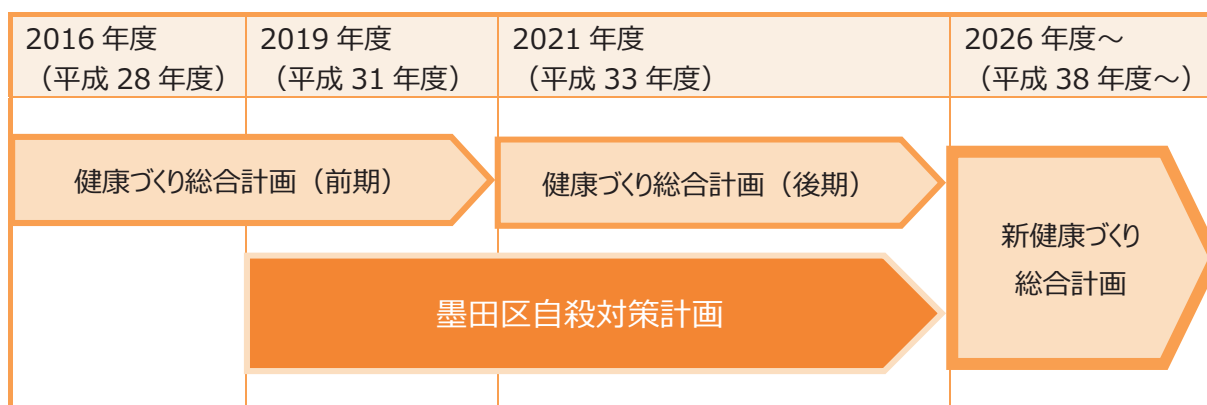 2016 年度
（平成 28 年度）
2019 年度
（平成 31 年度）
2021 年度
（平成 33 年度）
2026 年度～
（平成 38 年度～）
健康づくり総合計画（前期）
健康づくり総合計画（後期）
新健康づくり
総合計画
墨田区自殺対策計画